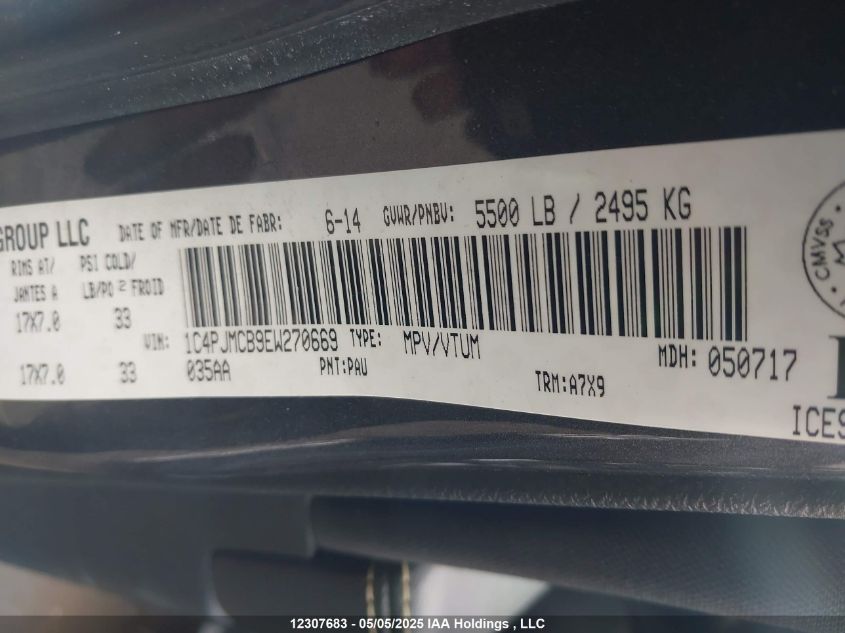 GROUP LLC DATE OF MFR/DATE DE FABR: 6-14 GVWR/PNBV: 5500 LB / 2495 KG
RIMS AT/ PSI COLD/
JANTES A LB/PO² FROID
17X7.0 33
VIN: 1C4PJMCB9EW270669 TYPE: MPV/VTUM MDH: 050717
17X7.0 33 035AA PNT:PAU TRM:A7X9
CMVSS
ICES
12307683 - 05/05/2025 IAA Holdings , LLC